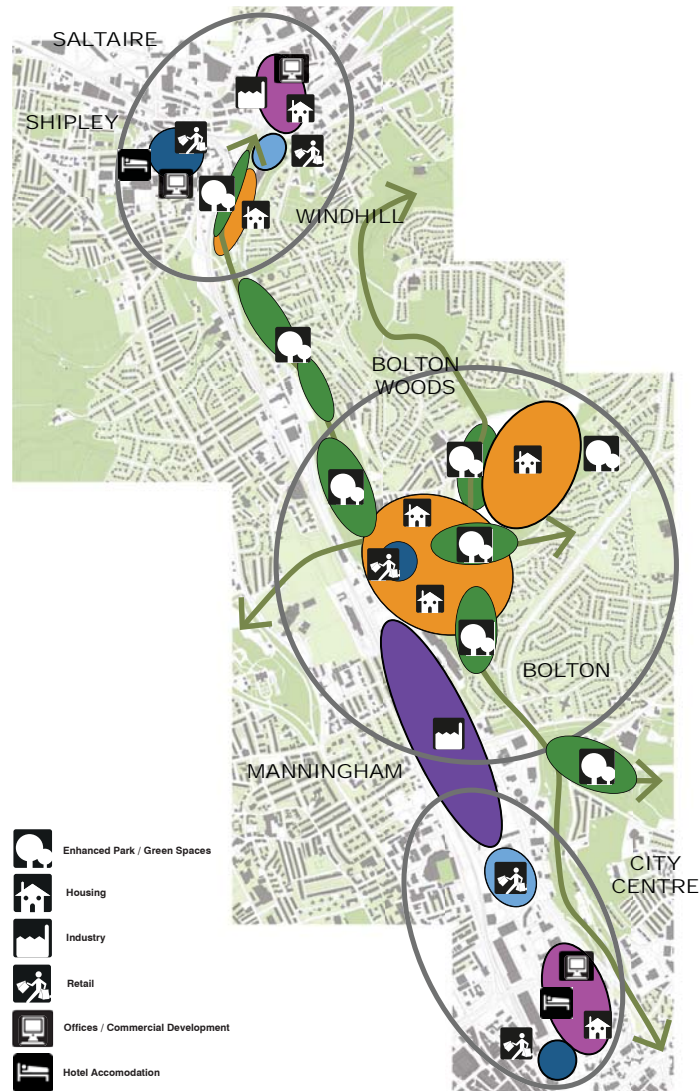 SALTAIRE
SHIPLEY
WINDHILL
BOLTON
WOODS
BOLTON
MANNINGHAM
CITY
CENTRE
Enhanced Park / Green Spaces
Housing
Industry
Retail
Offices / Commercial Development
Hotel Accomodation